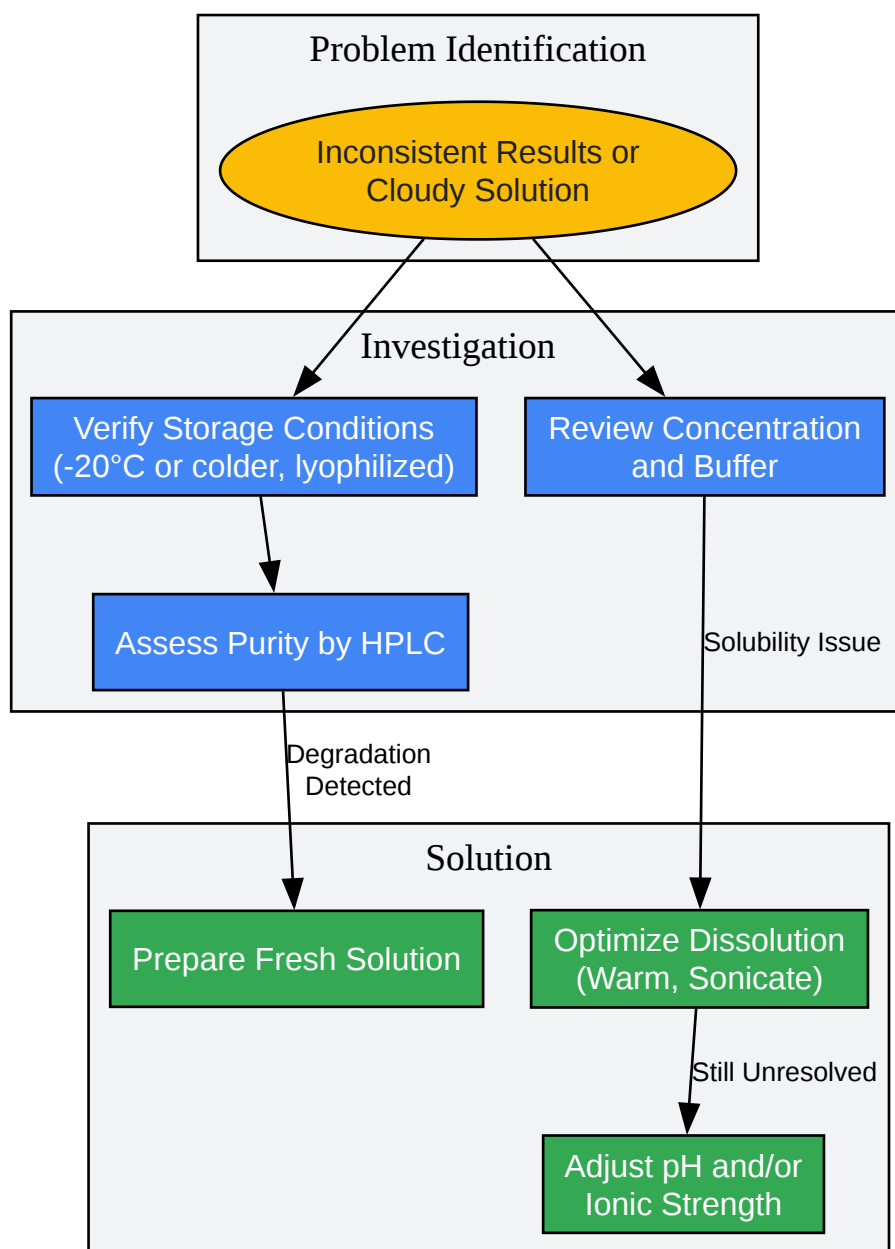 Problem Identification
Inconsistent Results or
Cloudy Solution
Investigation
Verify Storage Conditions
(-20°C or colder, lyophilized)
Review Concentration
and Buffer
Assess Purity by HPLC
Solubility Issue
Degradation
Detected
Solution
Prepare Fresh Solution
Optimize Dissolution
(Warm, Sonicate)
Still Unresolved
Adjust pH and/or
Ionic Strength